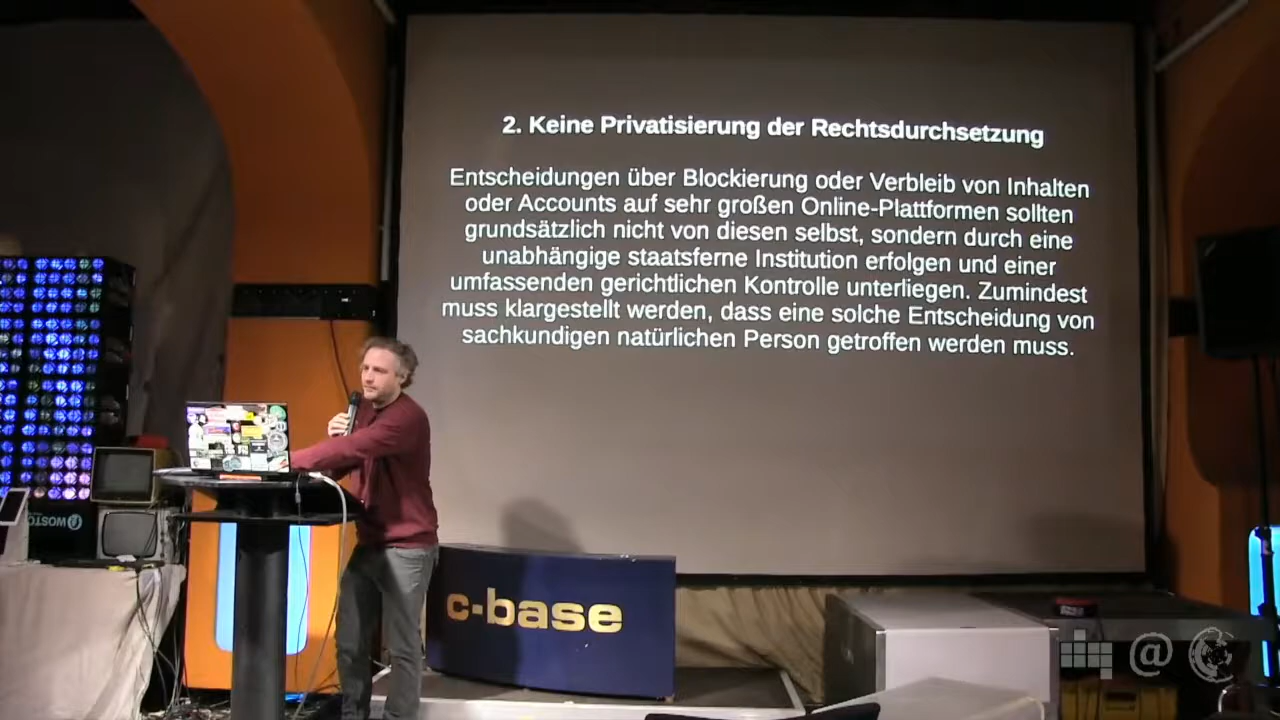 2. Keine Privatisierung der Rechtsdurchsetzung
Entscheidungen über Blockierung oder Verbleib von Inhalten
oder Accounts auf sehr großen Online-Plattformen sollten
grundsätzlich nicht von diesen selbst, sondern durch eine
unabhängige staatsferne Institution erfolgen und einer
umfassenden gerichtlichen Kontrolle unterliegen. Zumindest
muss klargestellt werden, dass eine solche Entscheidung von
sachkundigen natürlichen Person getroffen werden muss.
WOSTO
c-base
@